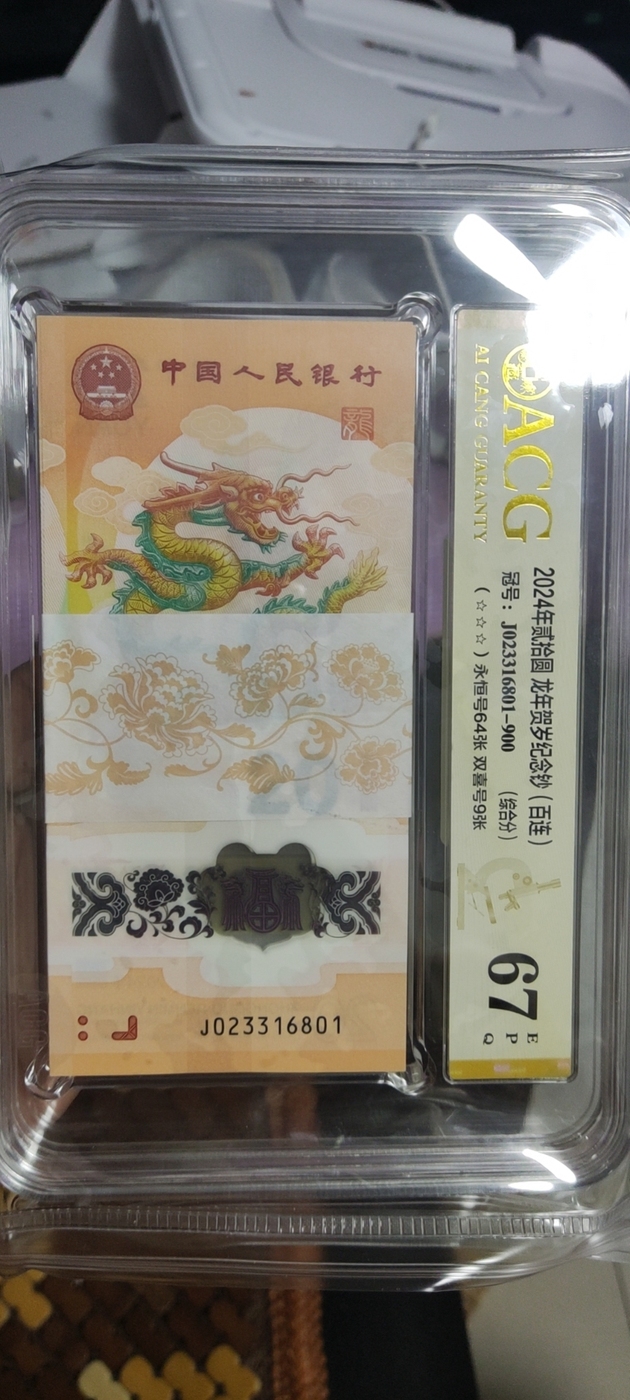 中国人民银行
龍
J023316801
ACG
AI CANG GUARANTY
2024年贰拾圆 龙年贺岁纪念钞（百连）
冠号：J023316801-900 （综合分）
（☆☆☆）永恒号64张 双喜号9张
67
E
P
Q